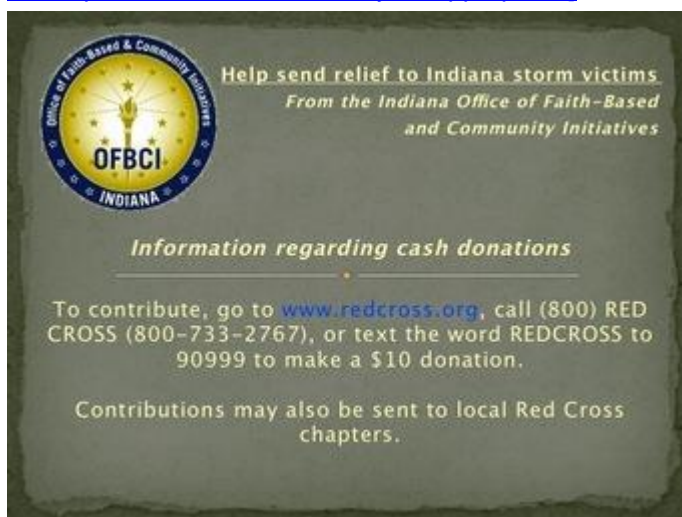 Office of Faith-Based & Community Initiatives
OFBCI
INDIANA
Help send relief to Indiana storm victims
From the Indiana Office of Faith-Based
and Community Initiatives
Information regarding cash donations
To contribute, go to www.redcross.org, call (800) RED
CROSS (800-733-2767), or text the word REDCROSS to
90999 to make a $10 donation.
Contributions may also be sent to local Red Cross
chapters.